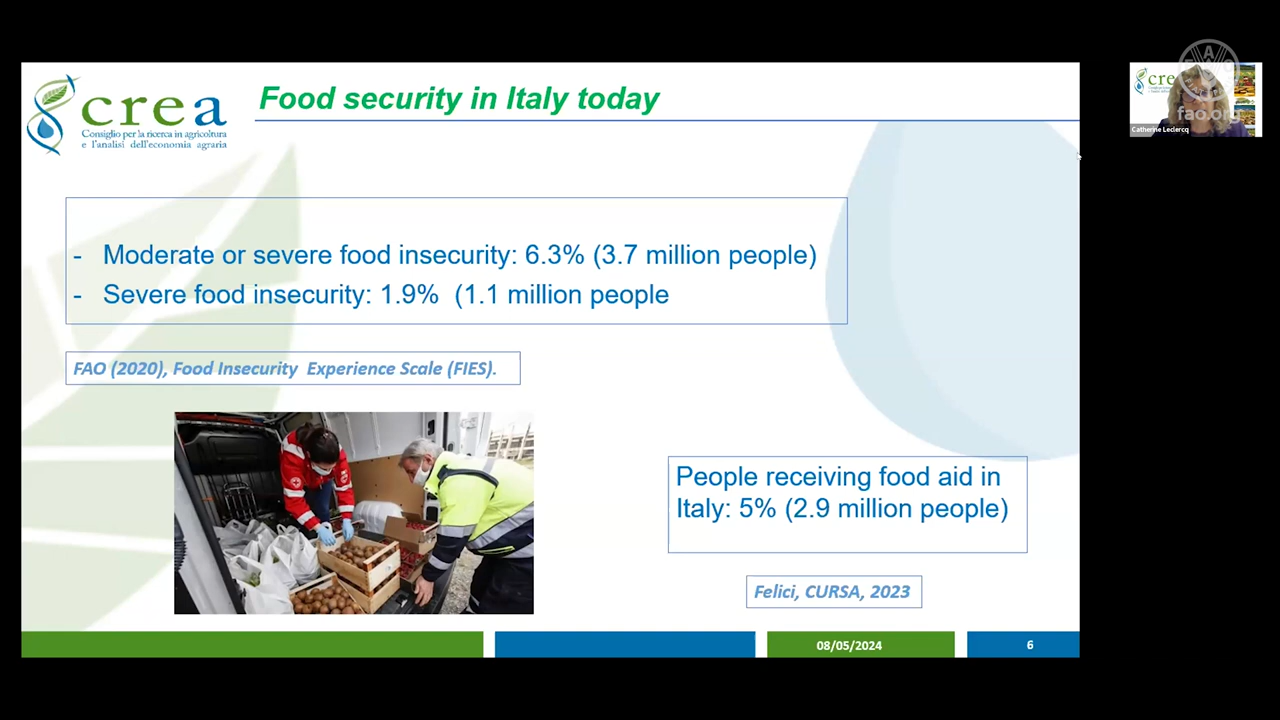 crea
Consiglio per la ricerca in agricoltura
e l'analisi dell'economia agraria
Food security in Italy today
- Moderate or severe food insecurity: 6.3% (3.7 million people)
- Severe food insecurity: 1.9% (1.1 million people
FAO (2020), Food Insecurity Experience Scale (FIES).
People receiving food aid in
Italy: 5% (2.9 million people)
Felici, CURSA, 2023
08/05/2024
6
cre
fao.org
Catherine Leclercq